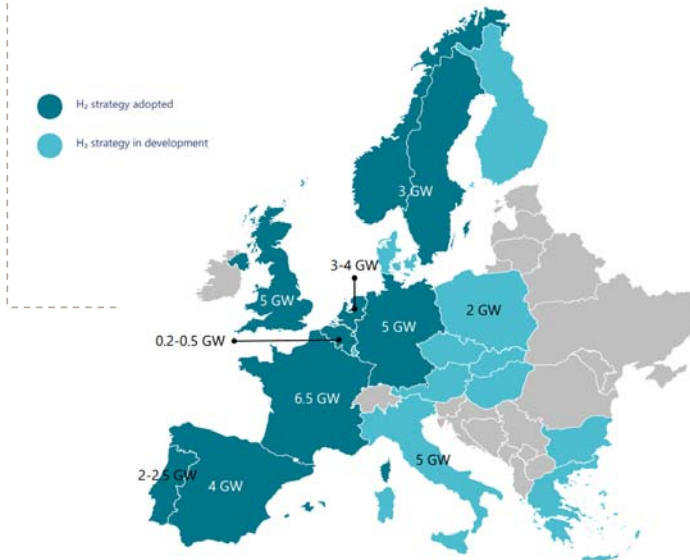 H₂ strategy adopted
H₂ strategy in development
3 GW
3-4 GW
5 GW
2 GW
5 GW
0.2-0.5 GW
6.5 GW
5 GW
2-2.5 GW
4 GW